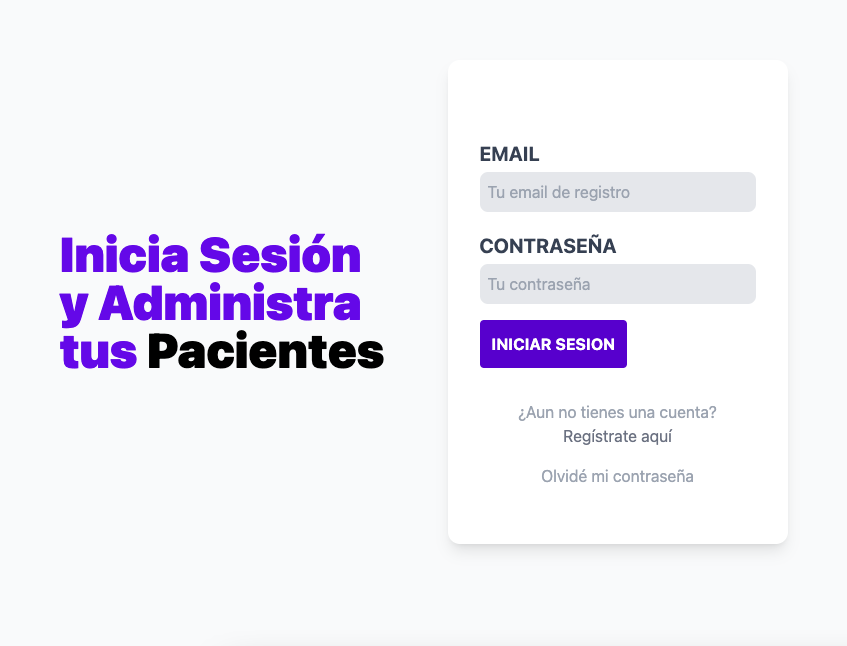 Inicia Sesión
y Administra
tus Pacientes
EMAIL
Tu email de registro
CONTRASEÑA
Tu contraseña
INICIAR SESION
¿Aun no tienes una cuenta?
Regístrate aquí
Olvidé mi contraseña